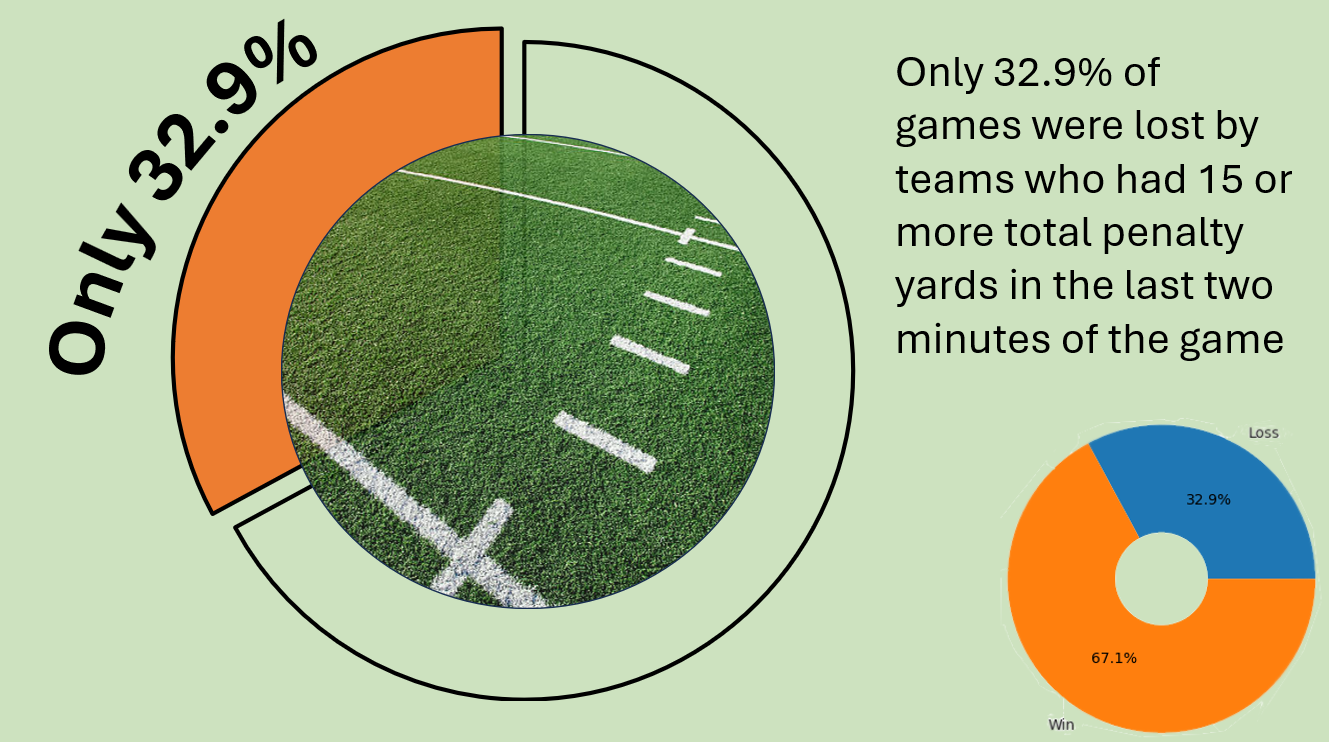 Only 32.9%
Only 32.9% of
games were lost by
teams who had 15 or
more total penalty
yards in the last two
minutes of the game
Loss
32.9%
67.1%
Win